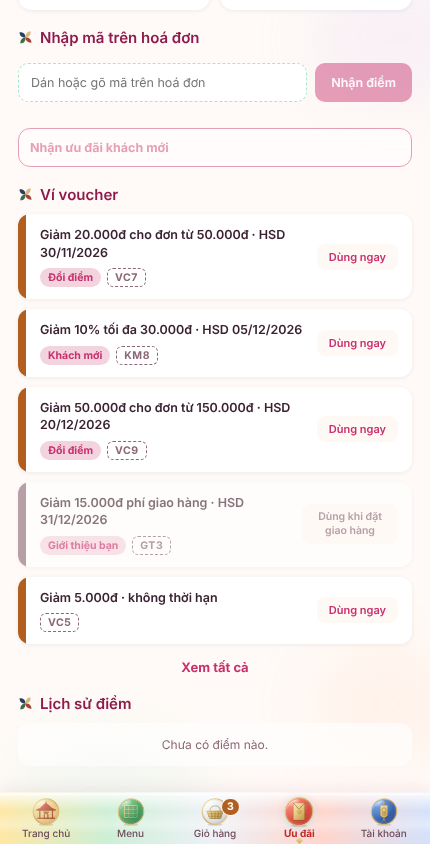 Nhập mã trên hoá đơn
Dán hoặc gõ mã trên hoá đơn
Nhận điểm
Nhận ưu đãi khách mới
Ví voucher
Giảm 20.000đ cho đơn từ 50.000đ · HSD
30/11/2026
Đổi điểm
VC7
Dùng ngay
Giảm 10% tối đa 30.000đ · HSD 05/12/2026
Khách mới
KM8
Dùng ngay
Giảm 50.000đ cho đơn từ 150.000đ · HSD
20/12/2026
Đổi điểm
VC9
Dùng ngay
Giảm 15.000đ phí giao hàng · HSD
31/12/2026
Giới thiệu bạn
GT3
Dùng khi đặt
giao hàng
Giảm 5.000đ · không thời hạn
VC5
Dùng ngay
Xem tất cả
Lịch sử điểm
Chưa có điểm nào.
3
Trang chủ
Menu
Giỏ hàng
Ưu đãi
Tài khoản